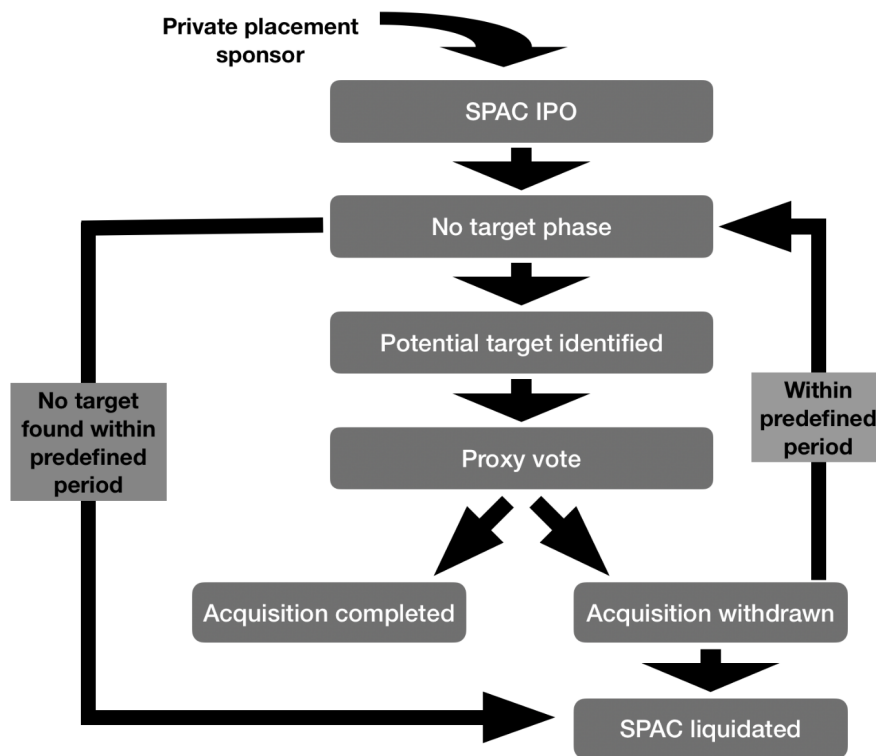 Private placement
sponsor
SPAC IPO
No target phase
Potential target identified
No target
found within
predefined
period
Within
predefined
period
Proxy vote
Acquisition completed
Acquisition withdrawn
SPAC liquidated